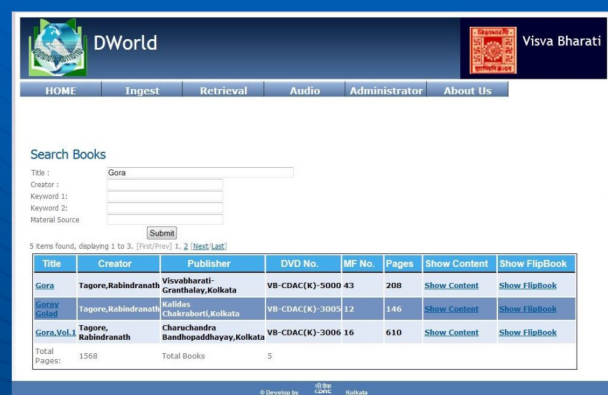 DWorld
Visva Bharati
HOME Ingest Retrieval Audio Administrator About Us
Search Books
Title : Gora
Creator :
Keyword 1:
Keyword 2:
Material Source
Submit
5 items found, displaying 1 to 3. [First/Prev] 1, 2 [Next/Last]
Title Creator Publisher DVD No. MF No. Pages Show Content Show FlipBook
Gora Tagore,Rabindranath Visvabharati-Granthalay,Kolkata VB-CDAC(K)-5000 43 208 Show Content Show FlipBook
Goray Golad Tagore,Rabindranath Kalidas Chakraborti,Kolkata VB-CDAC(K)-3005 12 146 Show Content Show FlipBook
Gora,Vol.1 Tagore, Rabindranath Charuchandra Bandhopaddhayay,Kolkata VB-CDAC(K)-3006 16 610 Show Content Show FlipBook
Total Pages: 1568 Total Books 5
© Develop by सी डैक CDAC Kolkata